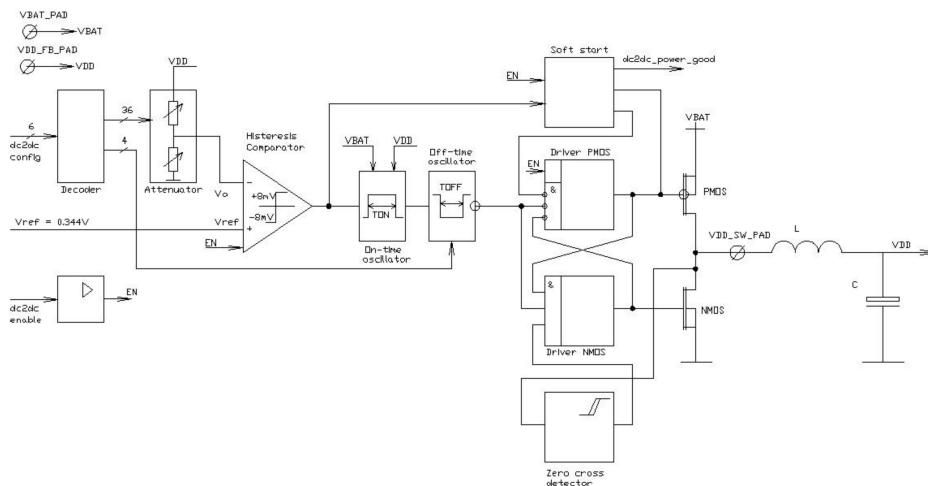 VBAT_PAD
VBAT
VDD_FB_PAD
VDD
Soft start
dc2dc_power_good
EN
VDD
VBAT
36
6
dc2dc
config
4
Decoder
Attenuator
Histeresis
Comparator
+8mV
-8mV
Va
Vref
Vref = 0.344V
EN
VBAT
VDD
TON
On-time
oscillator
Off-time
oscillator
TOFF
Driver PMOS
EN
&
PMOS
VDD_SW_PAD
L
VDD
C
&
NMOS
Driver NMOS
dc2dc
enable
EN
Zero cross
detector